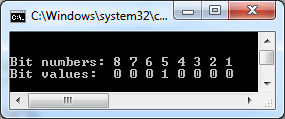 C:\Windows\system32\c...
Bit numbers: 8 7 6 5 4 3 2 1
Bit values:  0 0 0 1 0 0 0 0